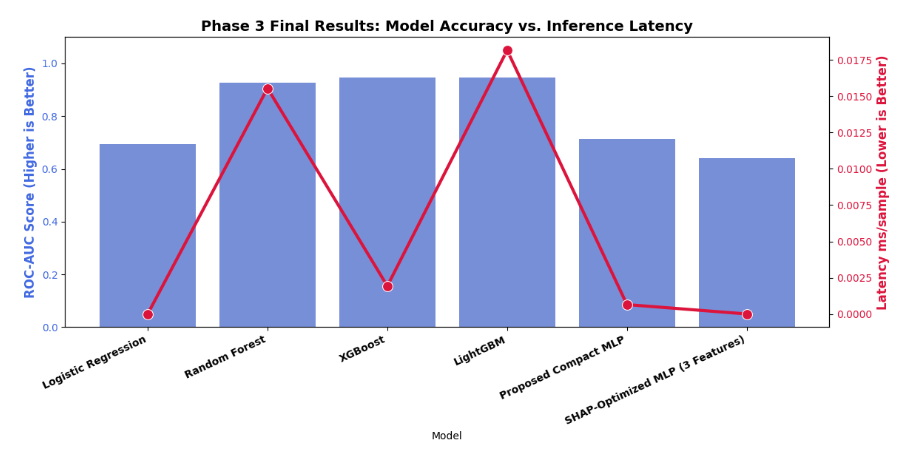 Phase 3 Final Results: Model Accuracy vs. Inference Latency
ROC-AUC Score (Higher is Better)
1.0
0.8
0.6
0.4
0.2
0.0
0.0175
0.0150
0.0125
0.0100
0.0075
0.0050
0.0025
0.0000
Latency ms/sample (Lower is Better)
Logistic Regression
Random Forest
XGBoost
LightGBM
Proposed Compact MLP
SHAP-Optimized MLP (3 Features)
Model